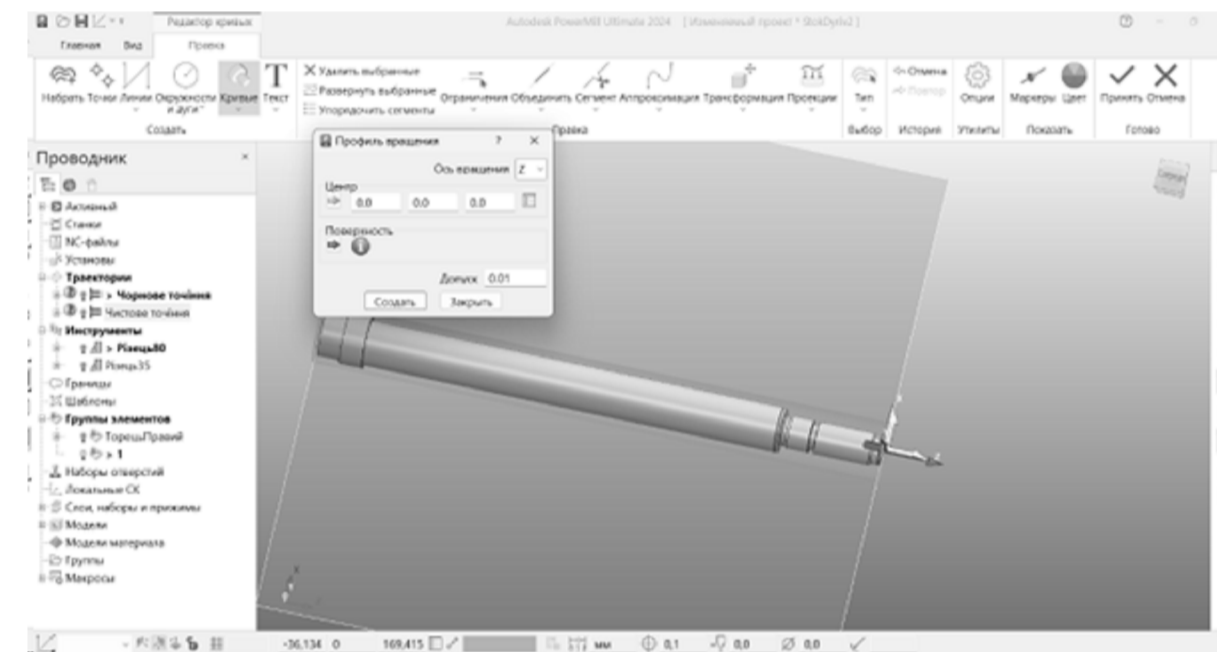 Редактор кривых
Autodesk PowerMill Ultimate 2024 [ Измененный проект * StokDyriv2 ]
Главная Вид Правка
Набрать Точки Линии Окружности и дуги Кривые Текст
Создать
Удалить выбранные
Развернуть выбранные
Упорядочить сегменты
Ограничения Объединить Сегмент Аппроксимация Трансформация Проекции
Правка
Тип
Выбор
Отмена
Повтор
История
Опции
Утилиты
Маркеры Цвет
Показать
Принять Отмена
Готово
Проводник
Активный
Станки
NC-файлы
Установы
Траектории
> Чорнове точіння
Чистове точіння
Инструменты
> Різець80
Різець35
Границы
Шаблоны
Группы элементов
ТорецьПравий
> 1
Наборы отверстий
Локальные СК
Слои, наборы и прижимы
Модели
Модели материала
Группы
Макросы
Профиль вращения ? ×
Ось вращения Z
Центр
0.0 0.0 0.0
Поверхность
Допуск 0.01
Создать Закрыть
X
-36,134 0 169,415 мм 0,1 0,0 0,0